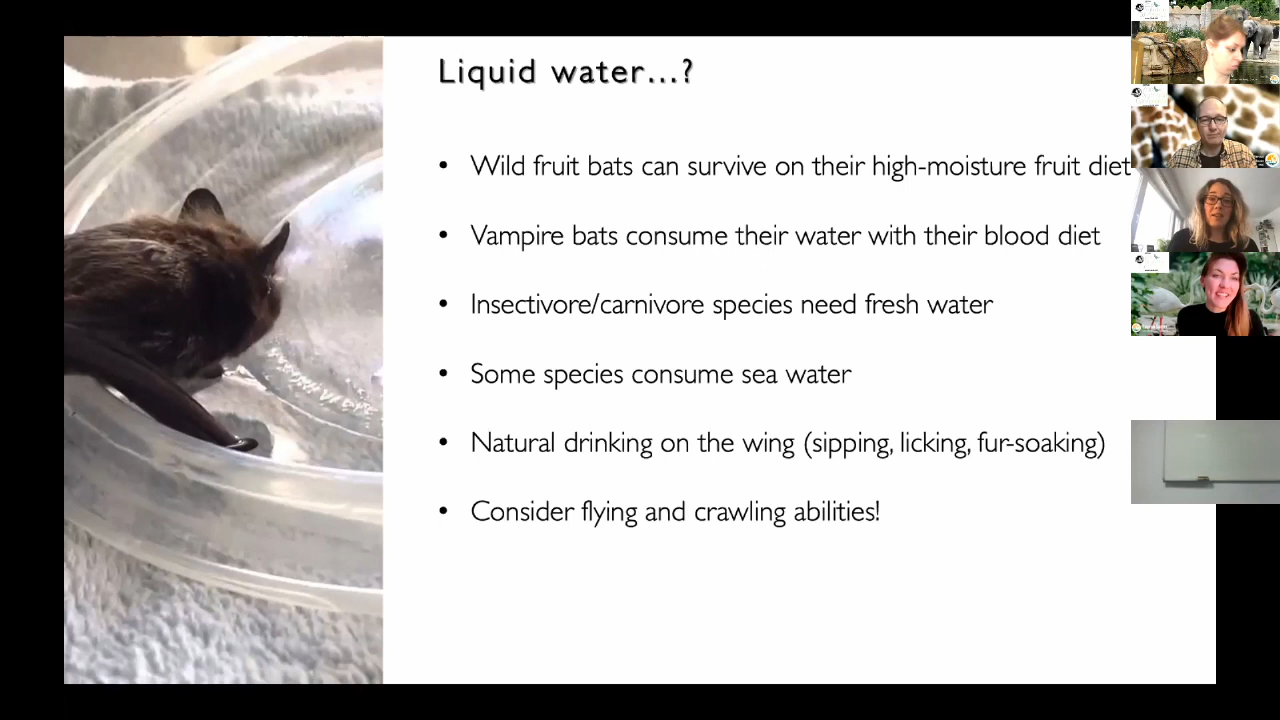 Liquid water...?
• Wild fruit bats can survive on their high-moisture fruit diet
• Vampire bats consume their water with their blood diet
• Insectivore/carnivore species need fresh water
• Some species consume sea water
• Natural drinking on the wing (sipping, licking, fur-soaking)
• Consider flying and crawling abilities!